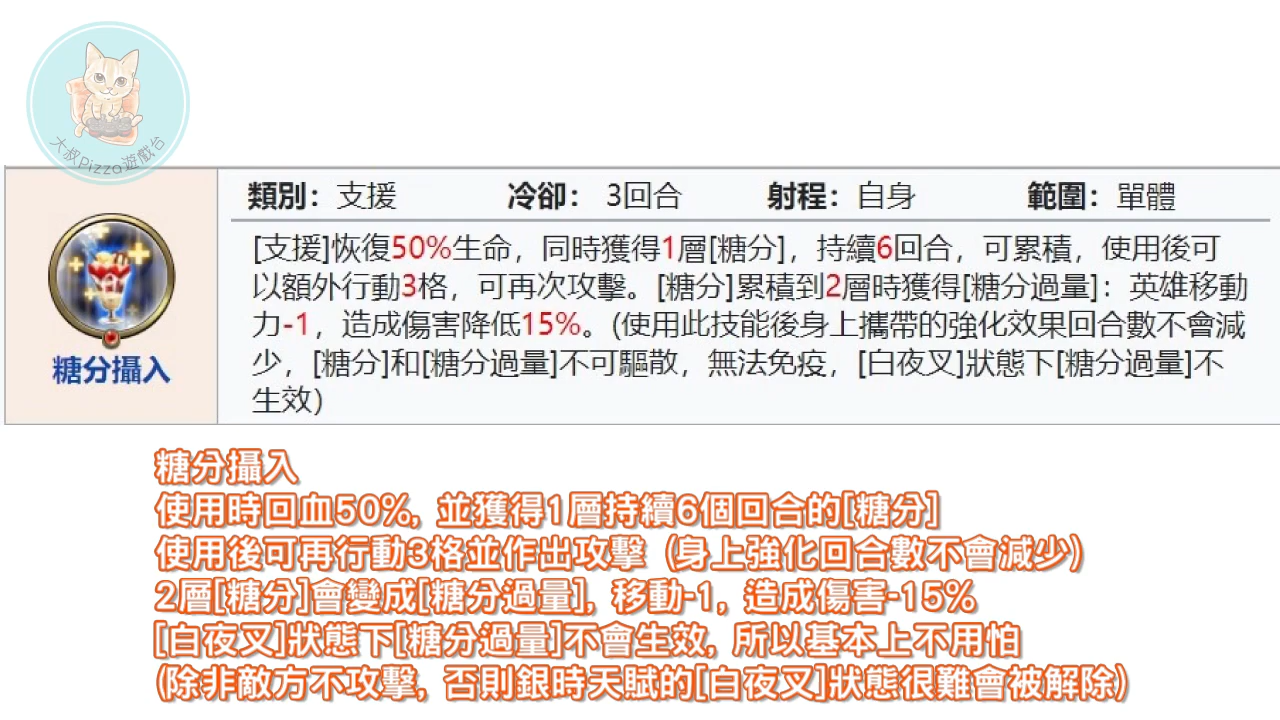 大叔Pizza遊戲台
類別：支援 冷卻： 3回合 射程：自身 範圍：單體
[支援]恢復50%生命，同時獲得1層[糖分]，持續6回合，可累積，使用後可
以額外行動3格，可再次攻擊。[糖分]累積到2層時獲得[糖分過量]：英雄移動
力-1，造成傷害降低15%。(使用此技能後身上攜帶的強化效果回合數不會減
少，[糖分]和[糖分過量]不可驅散，無法免疫，[白夜叉]狀態下[糖分過量]不
生效)
糖分攝入
糖分攝入
使用時回血50%, 並獲得1層持續6個回合的[糖分]
使用後可再行動3格並作出攻擊 (身上強化回合數不會減少)
2層[糖分]會變成[糖分過量], 移動-1, 造成傷害-15%
[白夜叉]狀態下[糖分過量]不會生效, 所以基本上不用怕
(除非敵方不攻擊, 否則銀時天賦的[白夜叉]狀態很難會被解除)